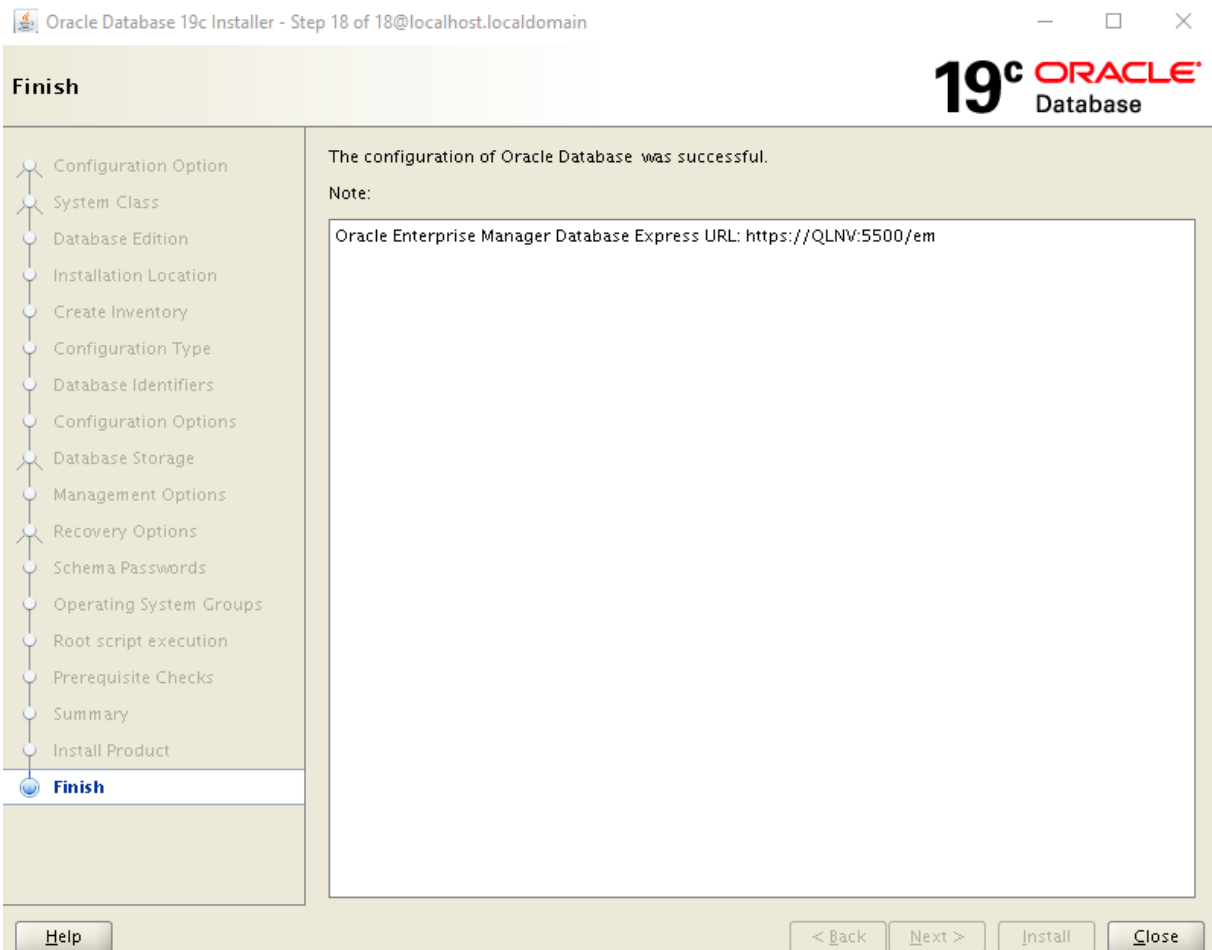 Oracle Database 19c Installer - Step 18 of 18@localhost.localdomain
Finish
19c ORACLE
Database
Configuration Option
System Class
Database Edition
Installation Location
Create Inventory
Configuration Type
Database Identifiers
Configuration Options
Database Storage
Management Options
Recovery Options
Schema Passwords
Operating System Groups
Root script execution
Prerequisite Checks
Summary
Install Product
Finish
The configuration of Oracle Database was successful.
Note:
Oracle Enterprise Manager Database Express URL: https://QLNV:5500/em
Help
< Back
Next >
Install
Close